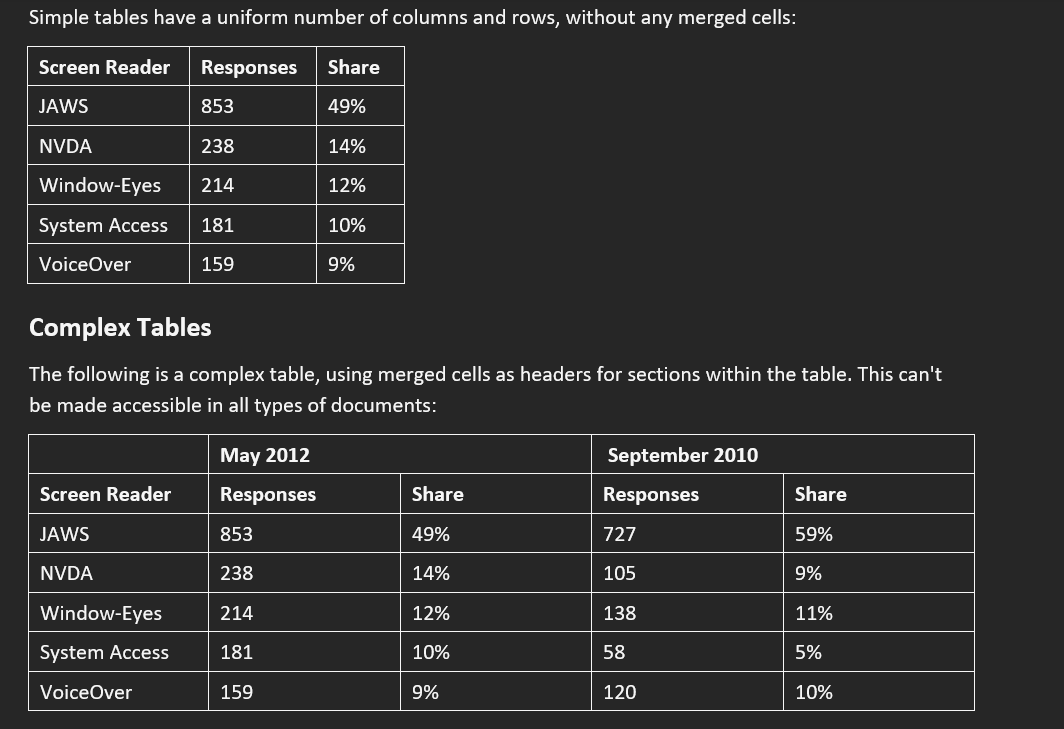 Simple tables have a uniform number of columns and rows, without any merged cells:
Screen Reader Responses Share
JAWS 853 49%
NVDA 238 14%
Window-Eyes 214 12%
System Access 181 10%
VoiceOver 159 9%
Complex Tables
The following is a complex table, using merged cells as headers for sections within the table. This can't
be made accessible in all types of documents:
May 2012 September 2010
Screen Reader Responses Share Responses Share
JAWS 853 49% 727 59%
NVDA 238 14% 105 9%
Window-Eyes 214 12% 138 11%
System Access 181 10% 58 5%
VoiceOver 159 9% 120 10%